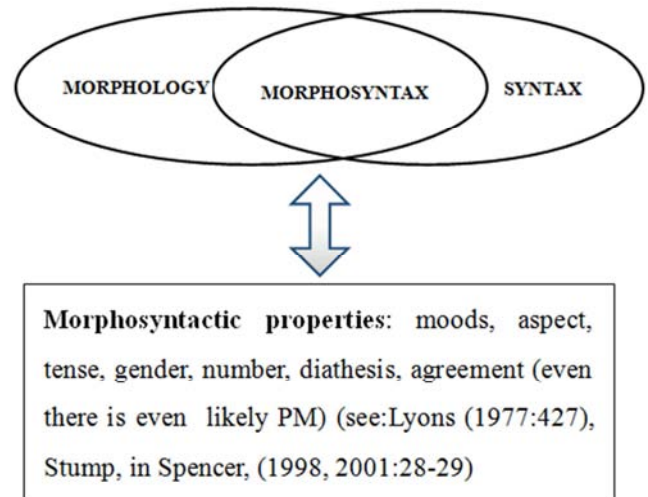 MORPHOLOGY MORPHOSYNTAX SYNTAX
Morphosyntactic properties: moods, aspect,
tense, gender, number, diathesis, agreement (even
there is even likely PM) (see:Lyons (1977:427),
Stump, in Spencer, (1998, 2001:28-29)